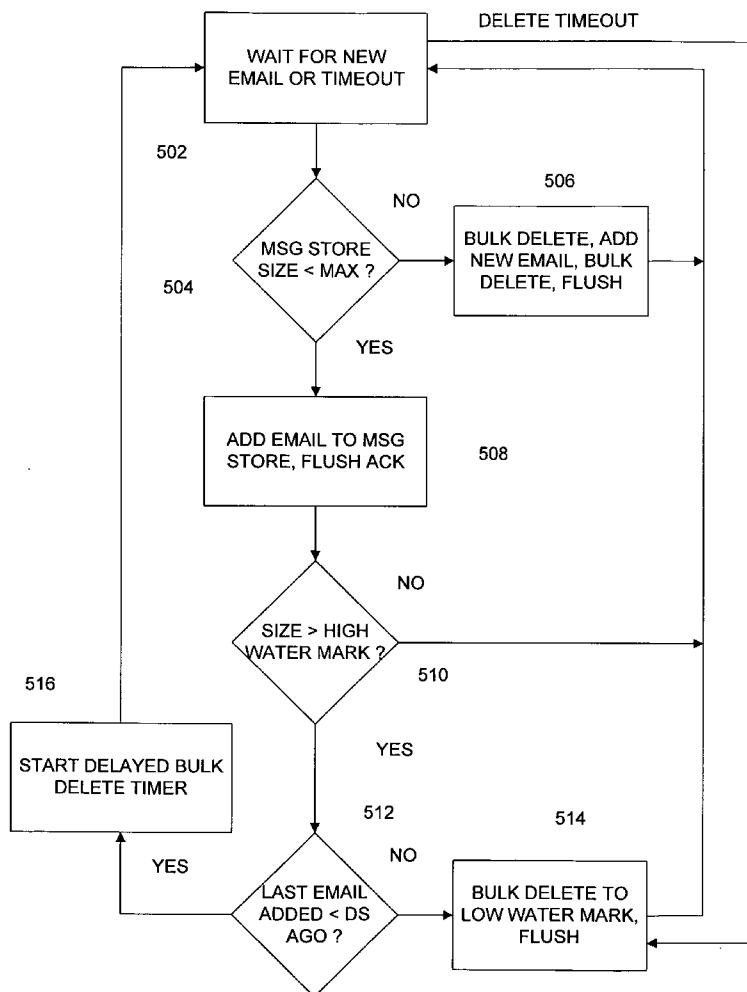 DELETE TIMEOUT
WAIT FOR NEW
EMAIL OR TIMEOUT
502
NO
506
MSG STORE
SIZE < MAX ?
BULK DELETE, ADD
NEW EMAIL, BULK
DELETE, FLUSH
504
YES
ADD EMAIL TO MSG
STORE, FLUSH ACK
508
NO
SIZE > HIGH
WATER MARK ?
510
516
YES
START DELAYED BULK
DELETE TIMER
512
514
YES
NO
LAST EMAIL
ADDED < DS
AGO ?
BULK DELETE TO
LOW WATER MARK,
FLUSH